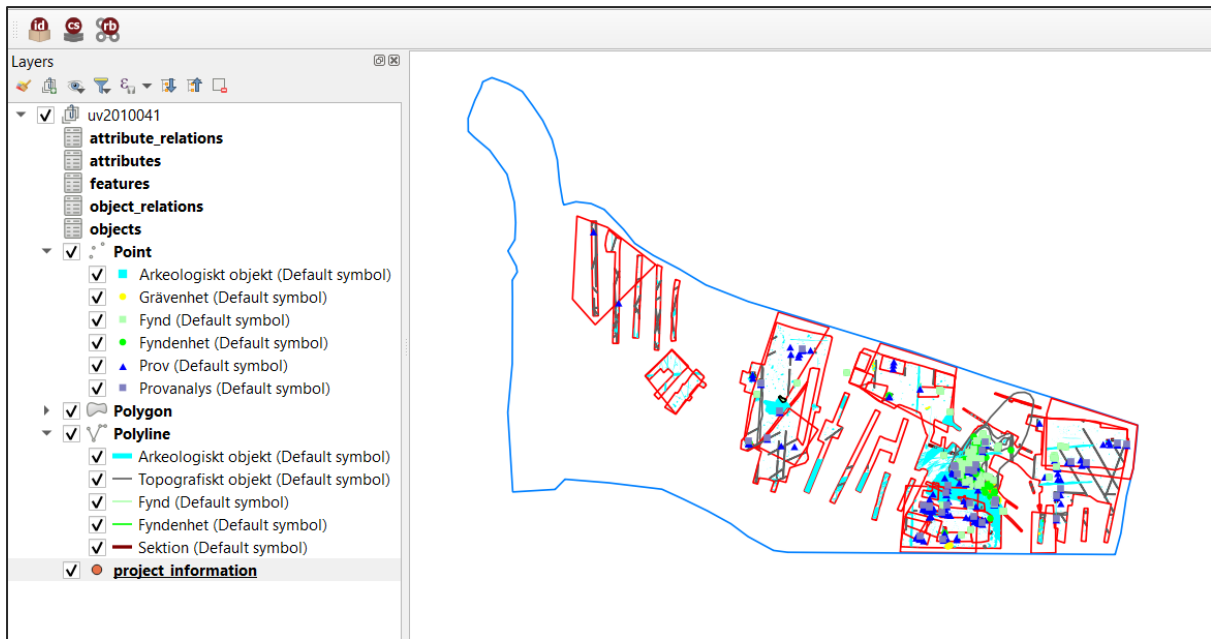 id cs rb
Layers
uv2010041
attribute_relations
attributes
features
object_relations
objects
Point
Arkeologiskt objekt (Default symbol)
Grävenhet (Default symbol)
Fynd (Default symbol)
Fyndenhet (Default symbol)
Prov (Default symbol)
Provanalys (Default symbol)
Polygon
Polyline
Arkeologiskt objekt (Default symbol)
Topografiskt objekt (Default symbol)
Fynd (Default symbol)
Fyndenhet (Default symbol)
Sektion (Default symbol)
project_information